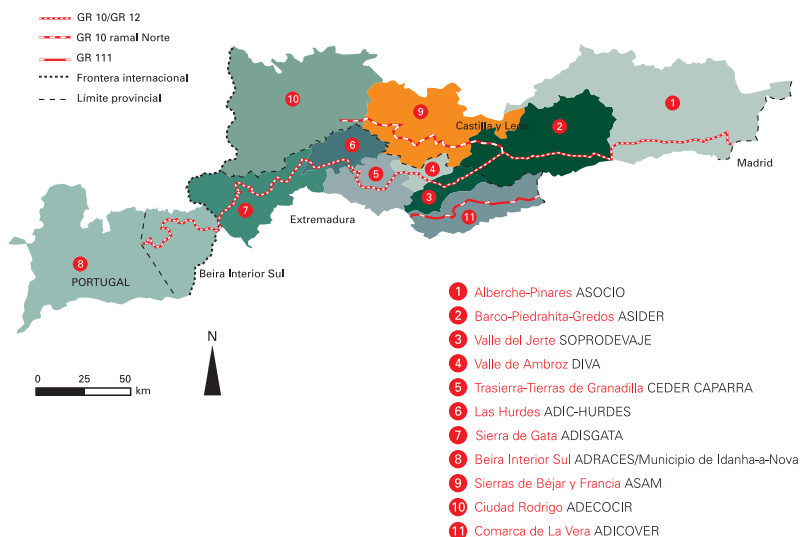 GR 10/GR 12
GR 10 ramal Norte
GR 111
Frontera internacional
Límite provincial
10
9
Castilla y León
2
1
6
5
4
3
7
11
8
Madrid
Extremadura
Beira Interior Sul
PORTUGAL
N
0 25 50
km
1 Alberche-Pinares ASOCIO
2 Barco-Piedrahita-Gredos ASIDER
3 Valle del Jerte SOPRODEVAJE
4 Valle de Ambroz DIVA
5 Trasierra-Tierras de Granadilla CEDER CAPARRA
6 Las Hurdes ADIC-HURDES
7 Sierra de Gata ADISGATA
8 Beira Interior Sul ADRACES/Municipio de Idanha-a-Nova
9 Sierras de Béjar y Francia ASAM
10 Ciudad Rodrigo ADECOCIR
11 Comarca de La Vera ADICOVER